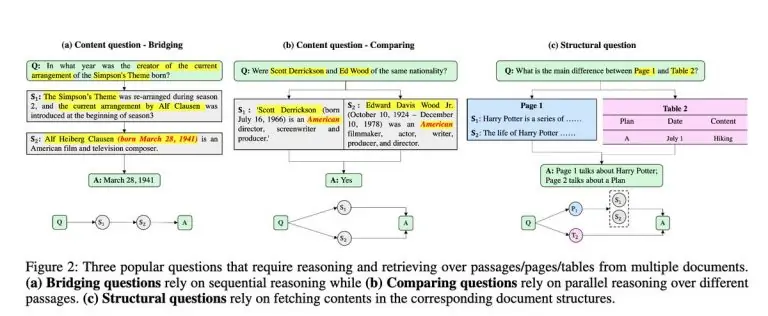 (a) Content question - Bridging
Q: In what year was the creator of the current
arrangement of the Simpson's Theme born?
S1: The Simpson's Theme was re-arranged during season
2, and the current arrangement by Alf Clausen was
introduced at the beginning of season3
S2: Alf Heiberg Clausen (born March 28, 1941) is an
American film and television composer.
A: March 28, 1941
Q S1 S2 A
(b) Content question - Comparing
Q: Were Scott Derrickson and Ed Wood of the same nationality?
S1 : 'Scott Derrickson (born
July 16, 1966) is an American
director, screenwriter and
producer.'
S2 : Edward Davis Wood Jr.
(October 10, 1924 – December
10, 1978) was an American
filmmaker, actor, writer,
producer, and director.
A: Yes
S1
Q A
S2
(c) Structural question
Q: What is the main difference between Page 1 and Table 2?
Page 1
S1: Harry Potter is a series of ……
S2: The life of Harry Potter ……
Table 2
Plan Date Content
A July 1 Hiking
A: Page 1 talks about Harry Potter;
Page 2 talks about a Plan
P1 S1
Q S2 A
T2
Figure 2: Three popular questions that require reasoning and retrieving over passages/pages/tables from multiple documents.
(a) Bridging questions rely on sequential reasoning while (b) Comparing questions rely on parallel reasoning over different
passages. (c) Structural questions rely on fetching contents in the corresponding document structures.